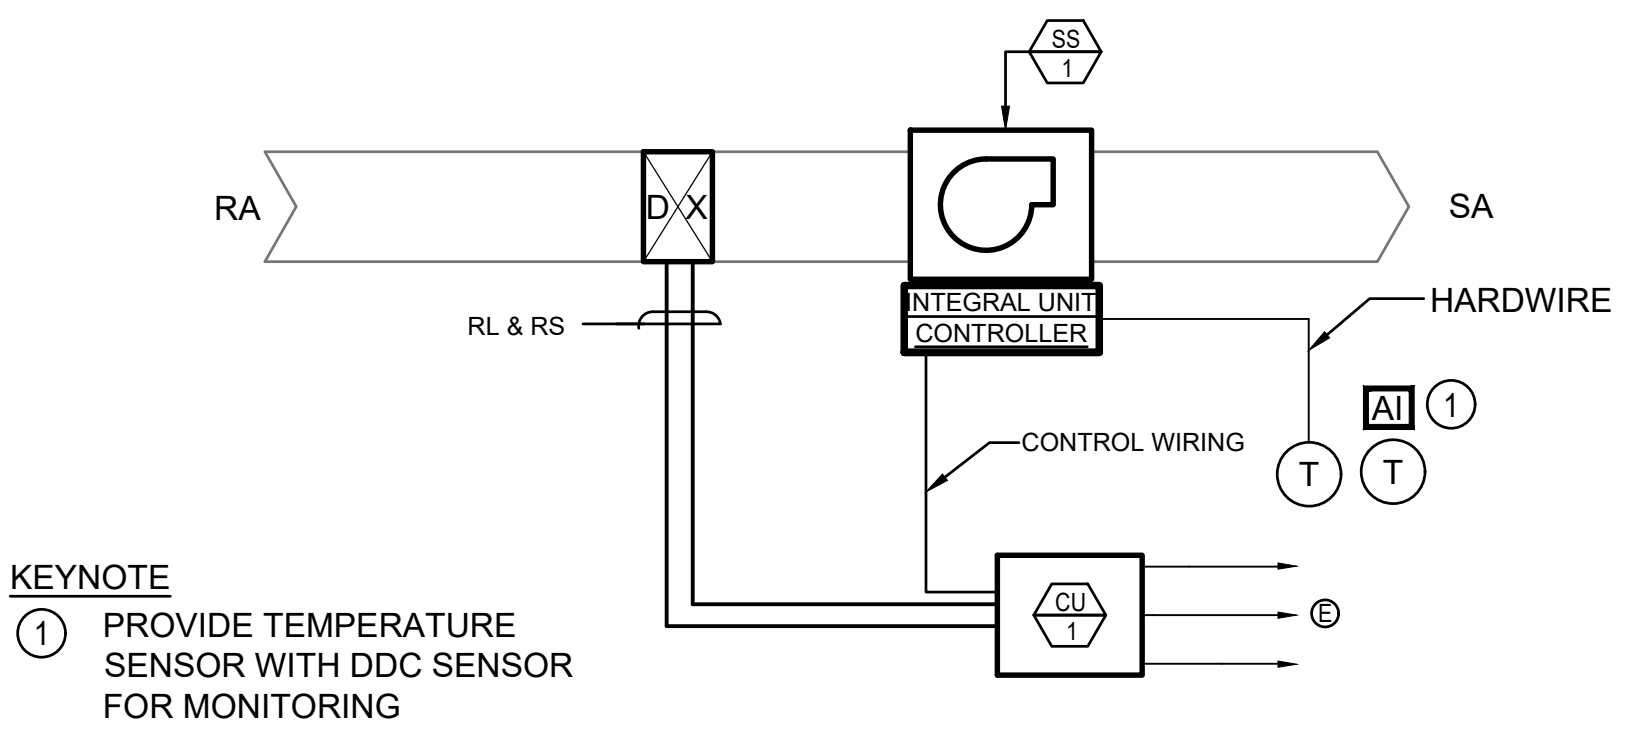 SS
1
RA
D X
SA
INTEGRAL UNIT
CONTROLLER
HARDWIRE
RL & RS
AI 1
CONTROL WIRING
T T
KEYNOTE
CU
1
E
1 PROVIDE TEMPERATURE
SENSOR WITH DDC SENSOR
FOR MONITORING